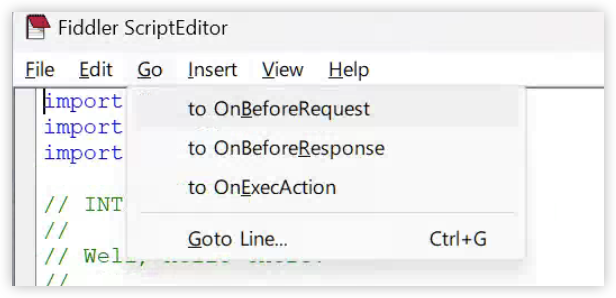 Fiddler ScriptEditor
File Edit Go Insert View Help
import
to OnBeforeRequest
import
to OnBeforeResponse
import
to OnExecAction
// INT
//
Goto Line... Ctrl+G
// Well,
//